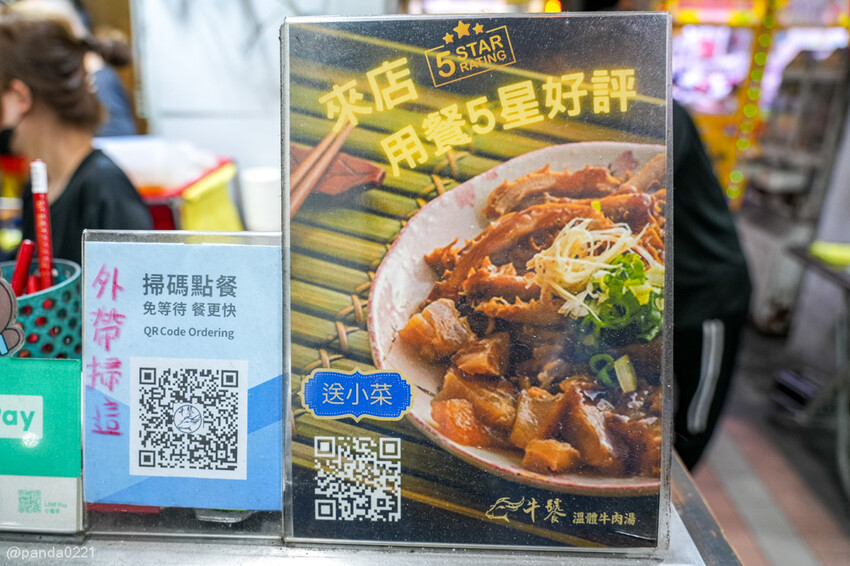 5 STAR
RATING
來店
用餐5星好評
送小菜
牛饕 溫體牛肉湯
外帶掃這
掃碼點餐
免等待 餐更快
QR Code Ordering
Pay
@panda0221